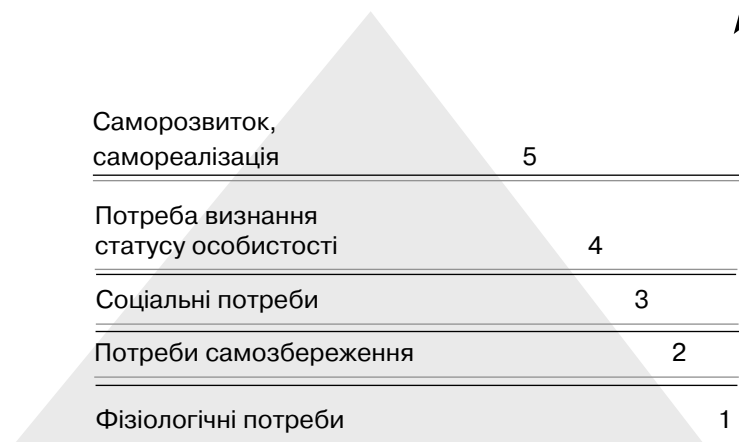 Саморозвиток,
самореалізація 5
Потреба визнання
статусу особистості 4
Соціальні потреби 3
Потреби самозбереження 2
Фізіологічні потреби 1